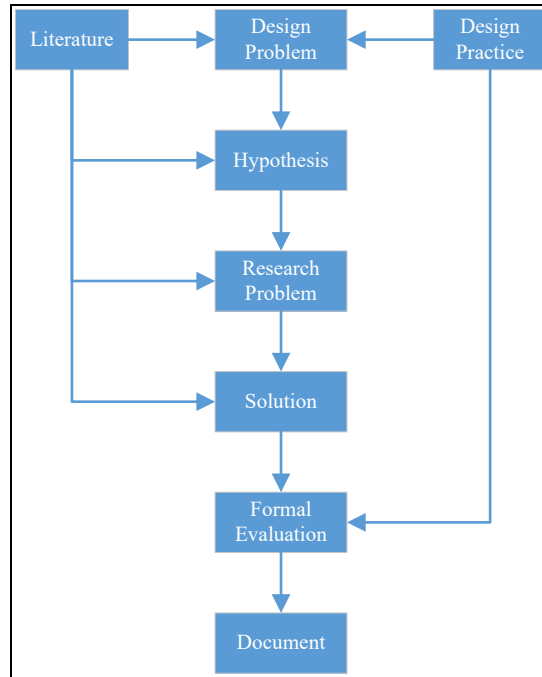 Literature
Design
Problem
Design
Practice
Hypothesis
Research
Problem
Solution
Formal
Evaluation
Document